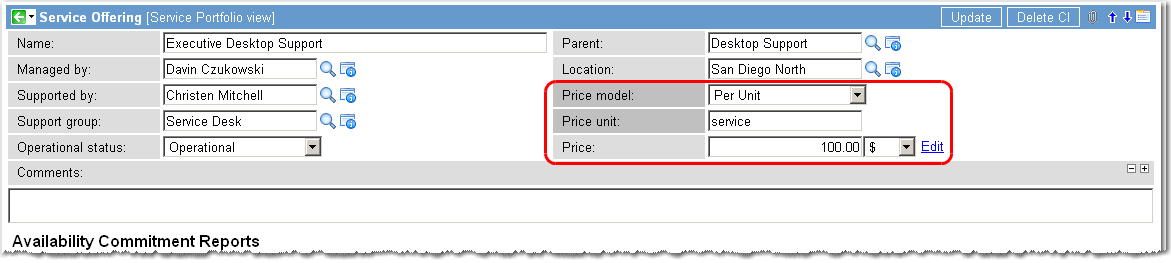 Service Offering [Service Portfolio view] Update Delete CI
Name: Executive Desktop Support Parent: Desktop Support
Managed by: Davin Czukowski Location: San Diego North
Supported by: Christen Mitchell Price model: Per Unit
Support group: Service Desk Price unit: service
Operational status: Operational Price: 100.00 $ Edit
Comments:
Availability Commitment Reports